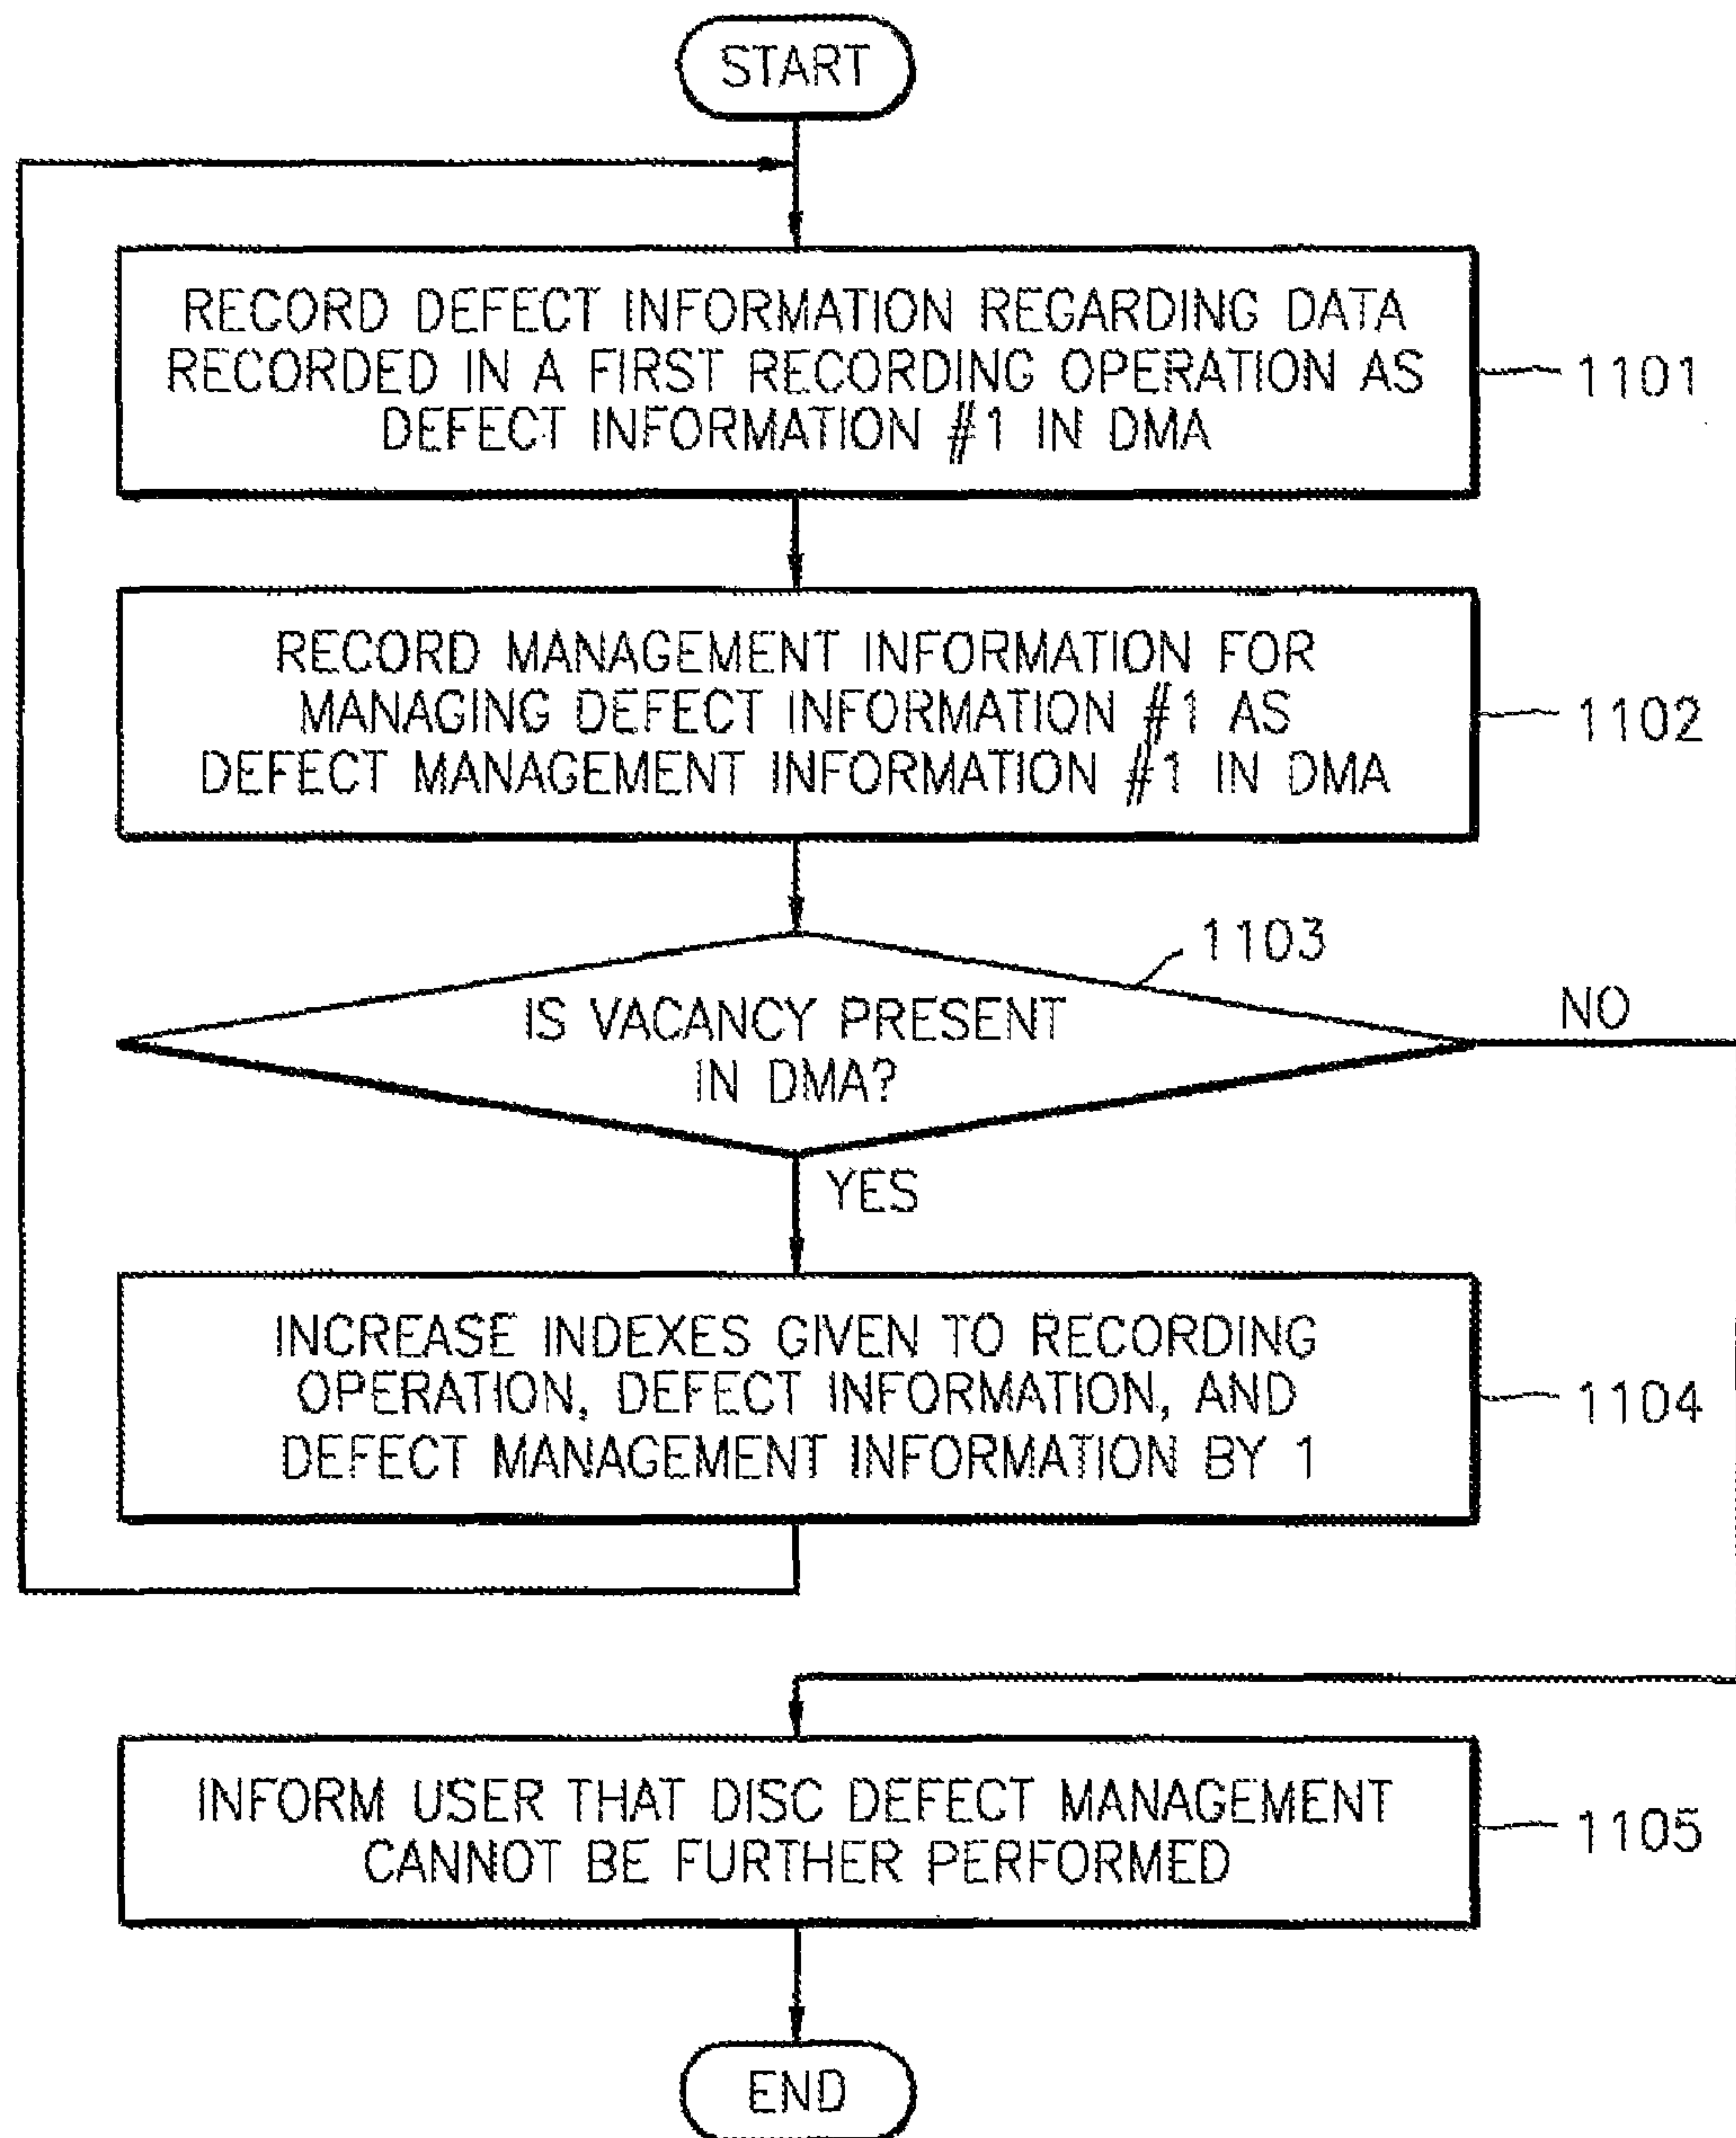 START
RECORD DEFECT INFORMATION REGARDING DATA
RECORDED IN A FIRST RECORDING OPERATION AS
DEFECT INFORMATION #1 IN DMA
1101
RECORD MANAGEMENT INFORMATION FOR
MANAGING DEFECT INFORMATION #1 AS
DEFECT MANAGEMENT INFORMATION #1 IN DMA
1102
1103
IS VACANCY PRESENT
IN DMA?
NO
YES
INCREASE INDEXES GIVEN TO RECORDING
OPERATION, DEFECT INFORMATION, AND
DEFECT MANAGEMENT INFORMATION BY 1
1104
INFORM USER THAT DISC DEFECT MANAGEMENT
CANNOT BE FURTHER PERFORMED
1105
END